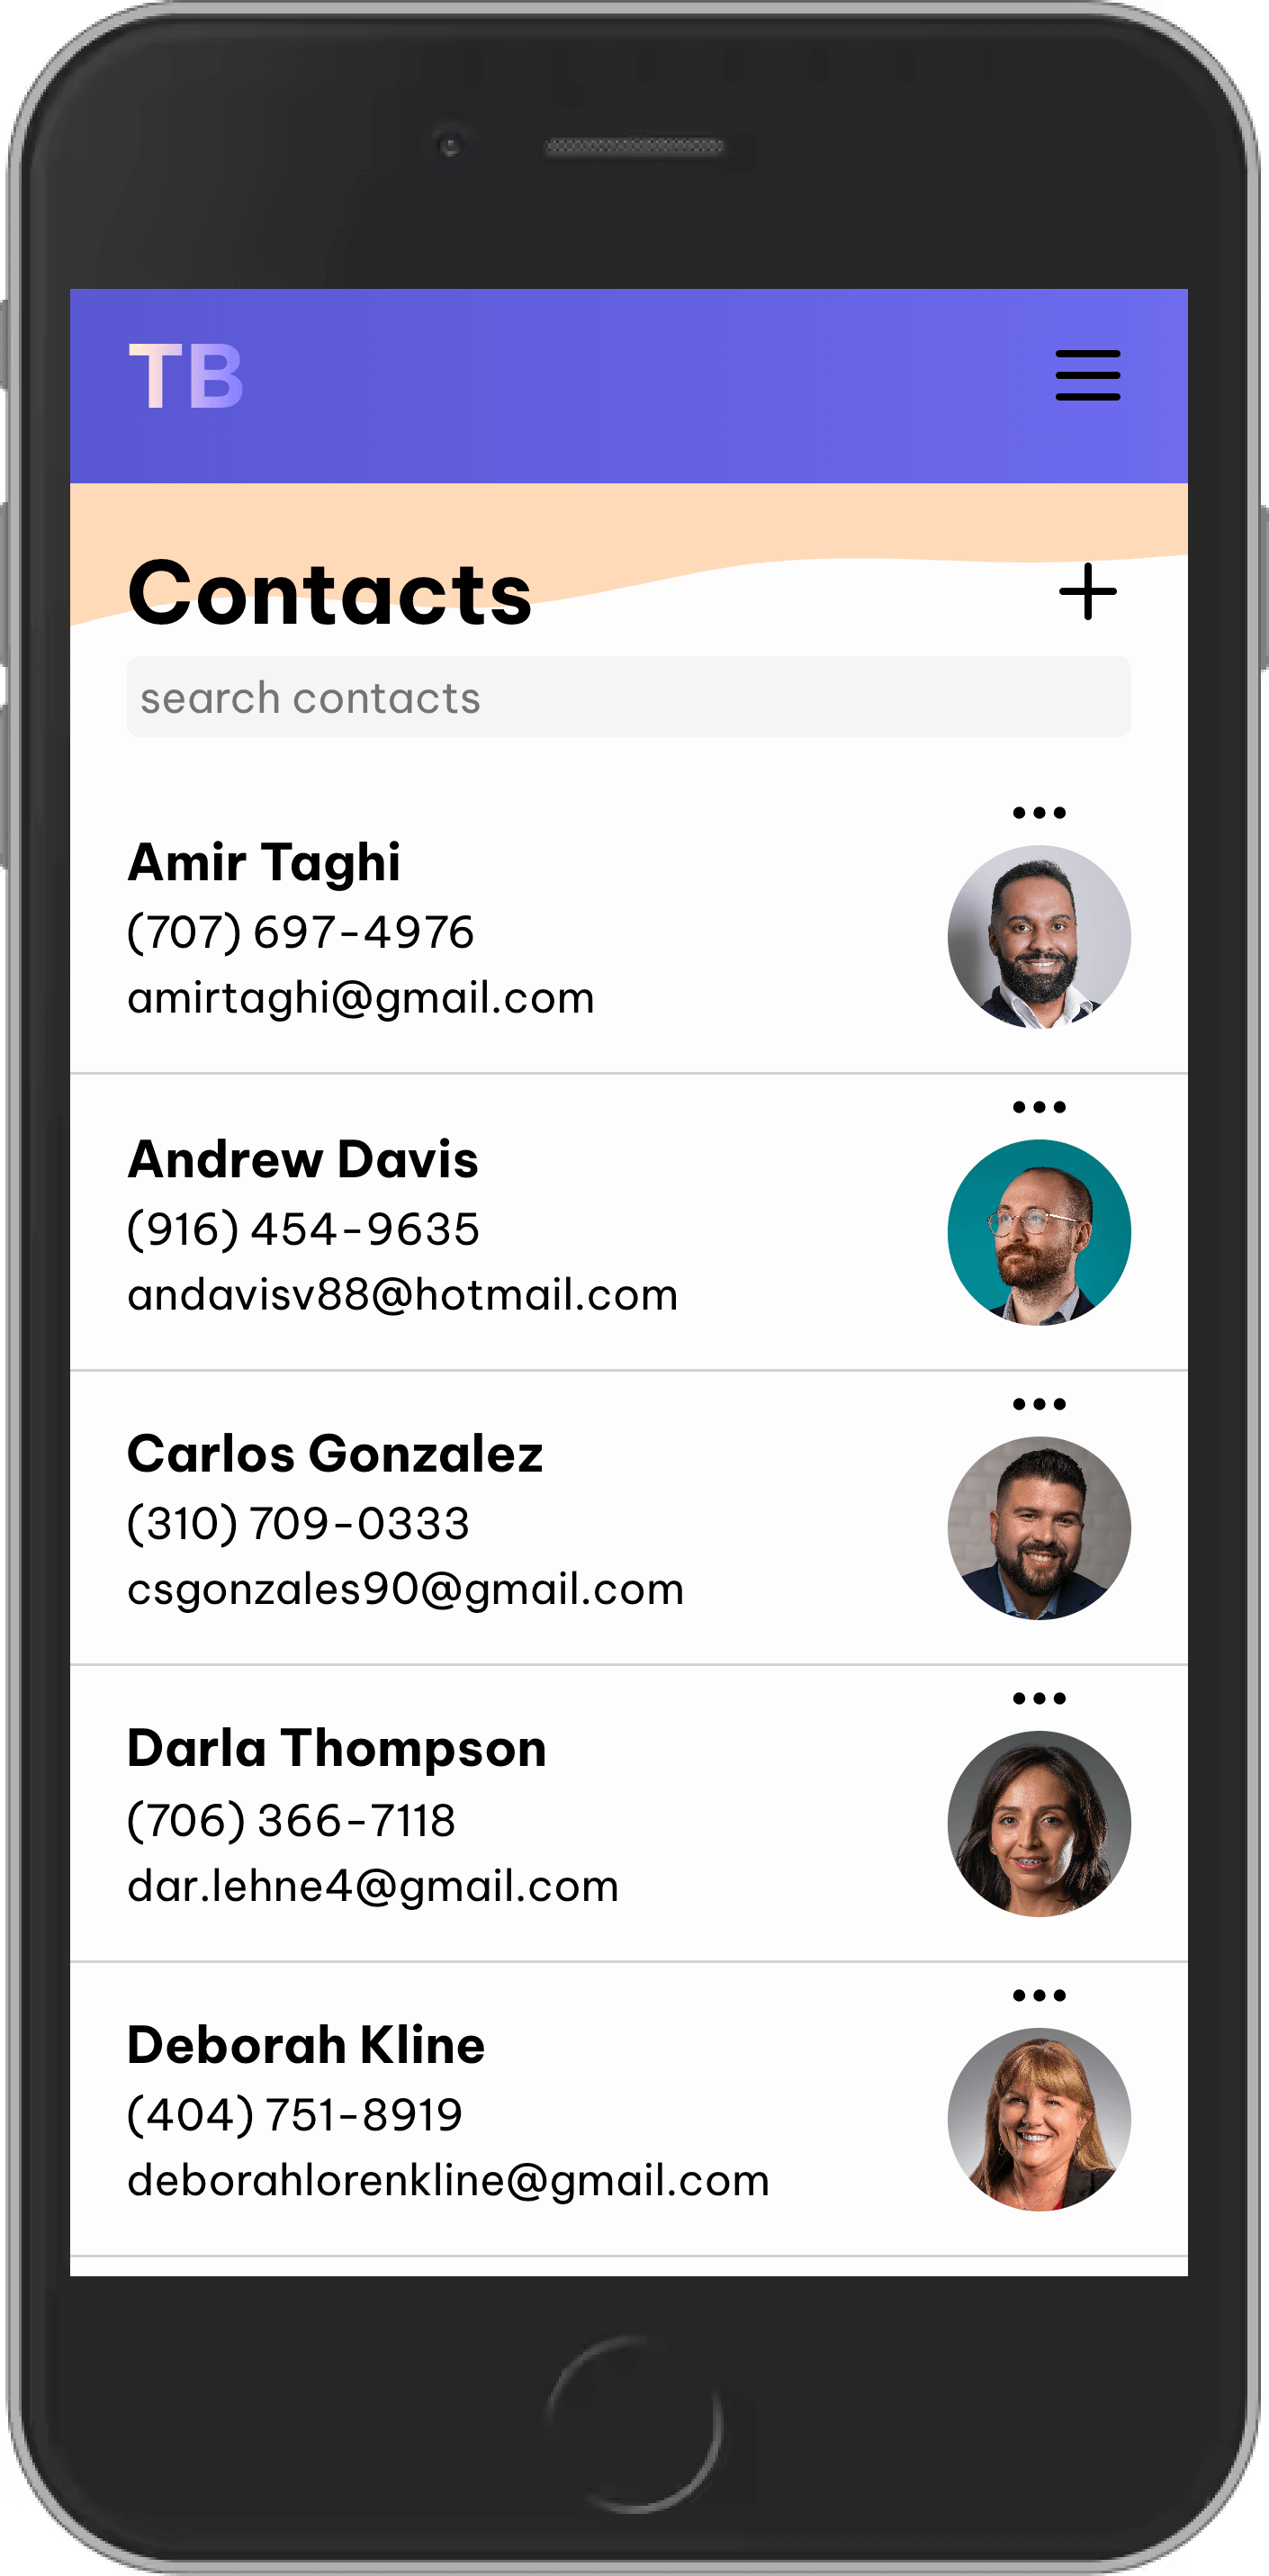 TB
Contacts
search contacts
Amir Taghi
(707) 697-4976
amirtaghi@gmail.com
Andrew Davis
(916) 454-9635
andavisv88@hotmail.com
Carlos Gonzalez
(310) 709-0333
csgonzales90@gmail.com
Darla Thompson
(706) 366-7118
dar.lehne4@gmail.com
Deborah Kline
(404) 751-8919
deborahlorenkline@gmail.com